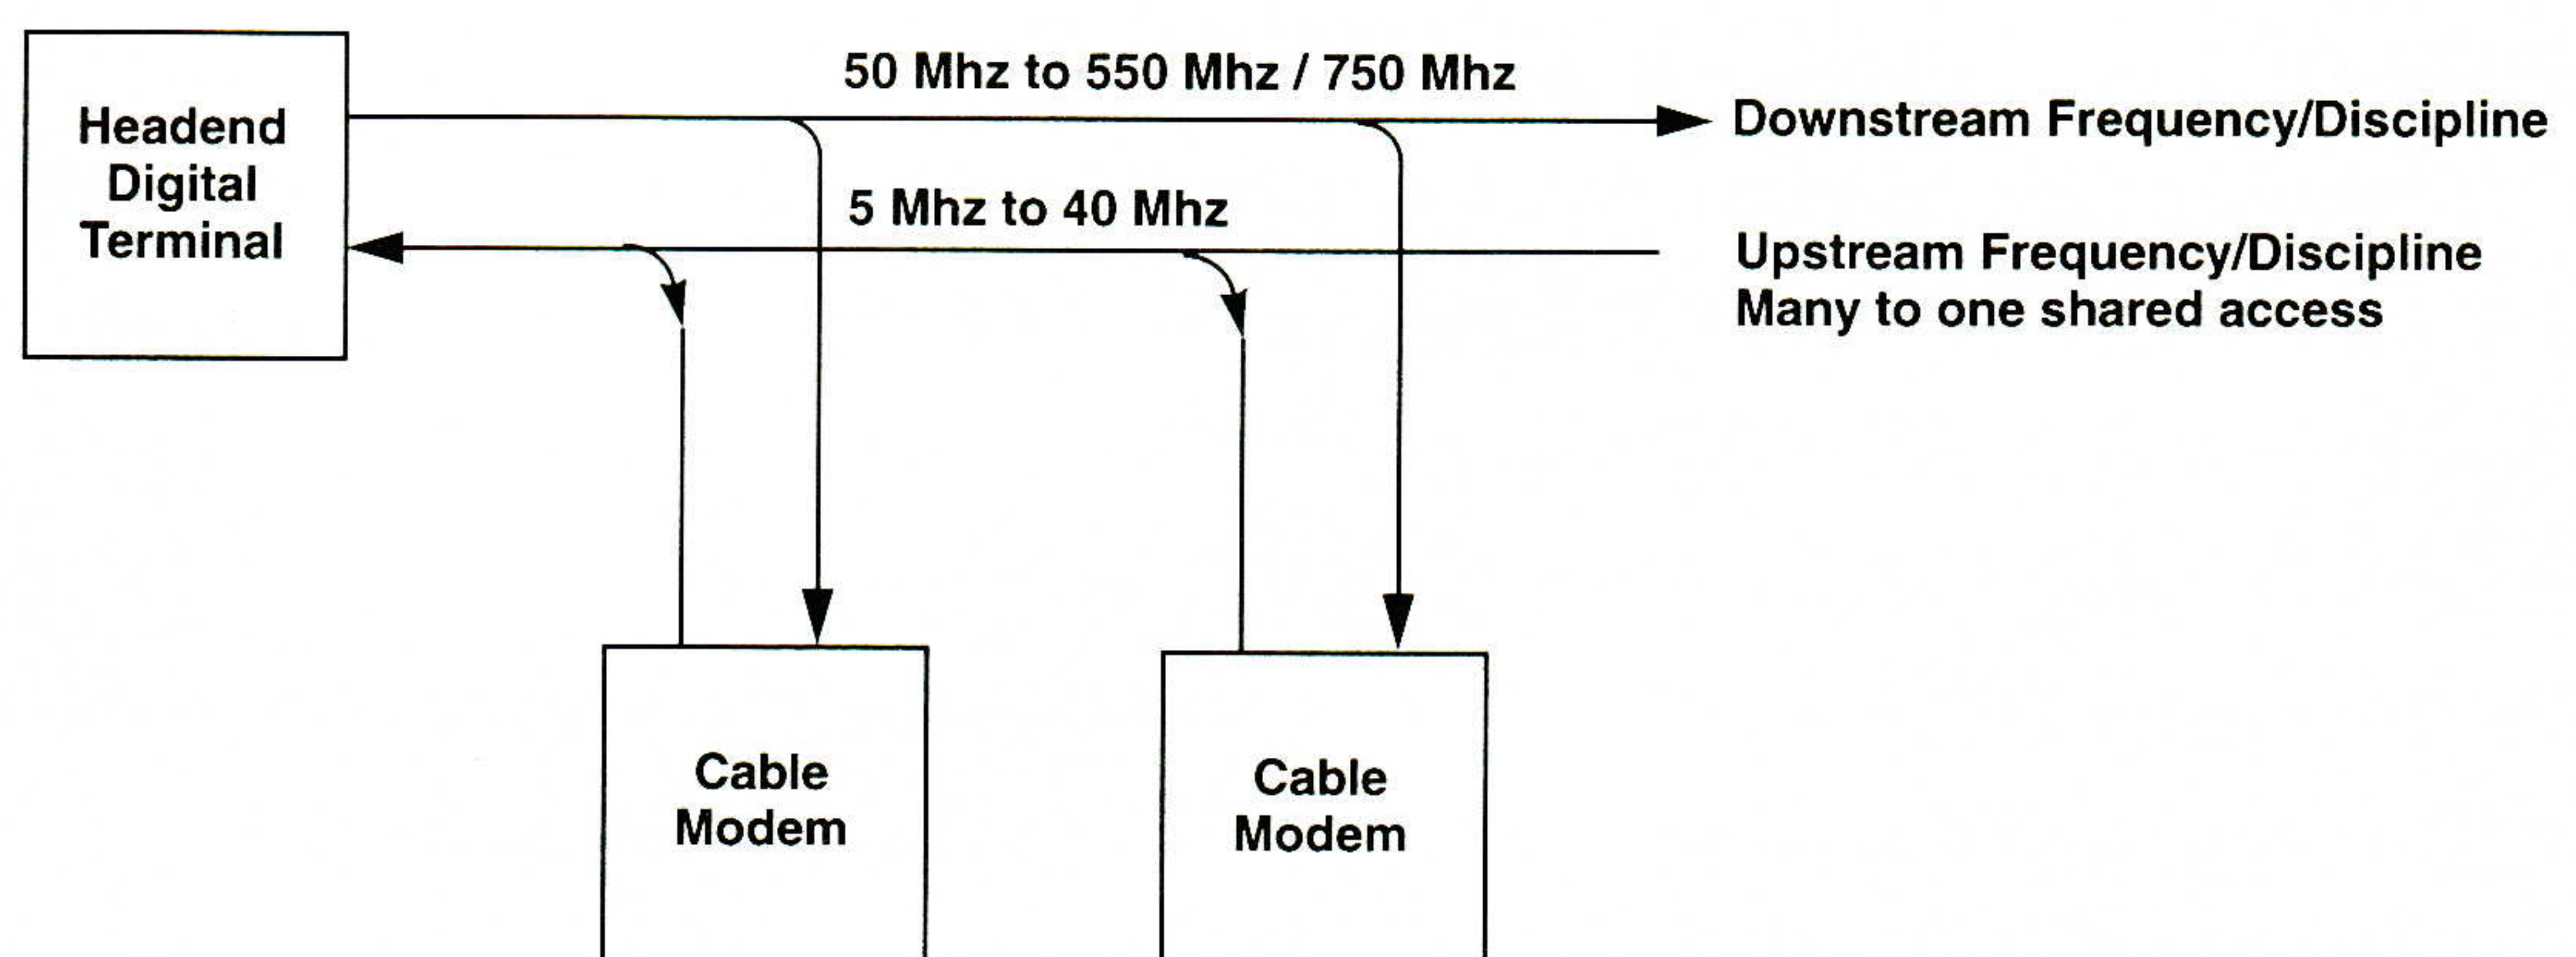 Headend
Digital
Terminal
50 Mhz to 550 Mhz / 750 Mhz
Downstream Frequency/Discipline
5 Mhz to 40 Mhz
Upstream Frequency/Discipline
Many to one shared access
Cable
Modem
Cable
Modem